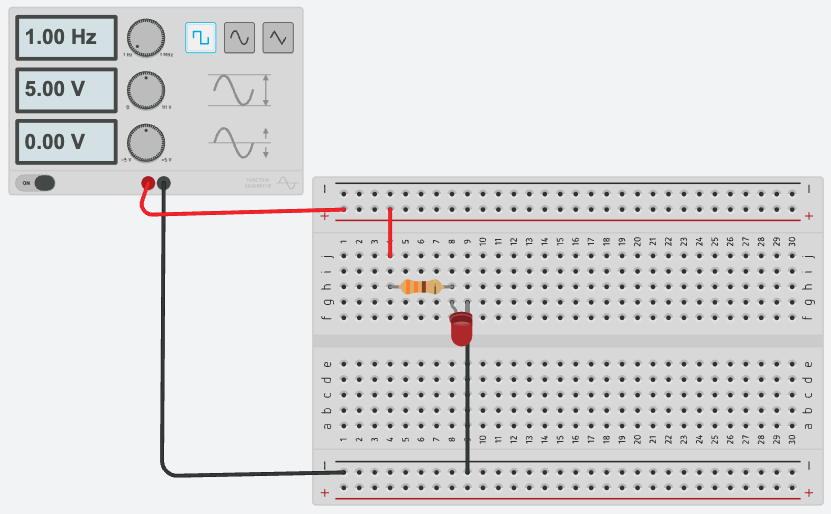 1.00 Hz
1 Hz
1 MHz
5.00 V
0
10 V
0.00 V
-5 V
+5 V
ON
FUNCTION
GENERATOR
− −
+ +
1 2 3 4 5 6 7 8 9 10 11 12 13 14 15 16 17 18 19 20 21 22 23 24 25 26 27 28 29 30
j j
i i
h h
g g
f f
e e
d d
c c
b b
a a
1 2 3 4 5 6 7 8 9 10 11 12 13 14 15 16 17 18 19 20 21 22 23 24 25 26 27 28 29 30
− −
+ +